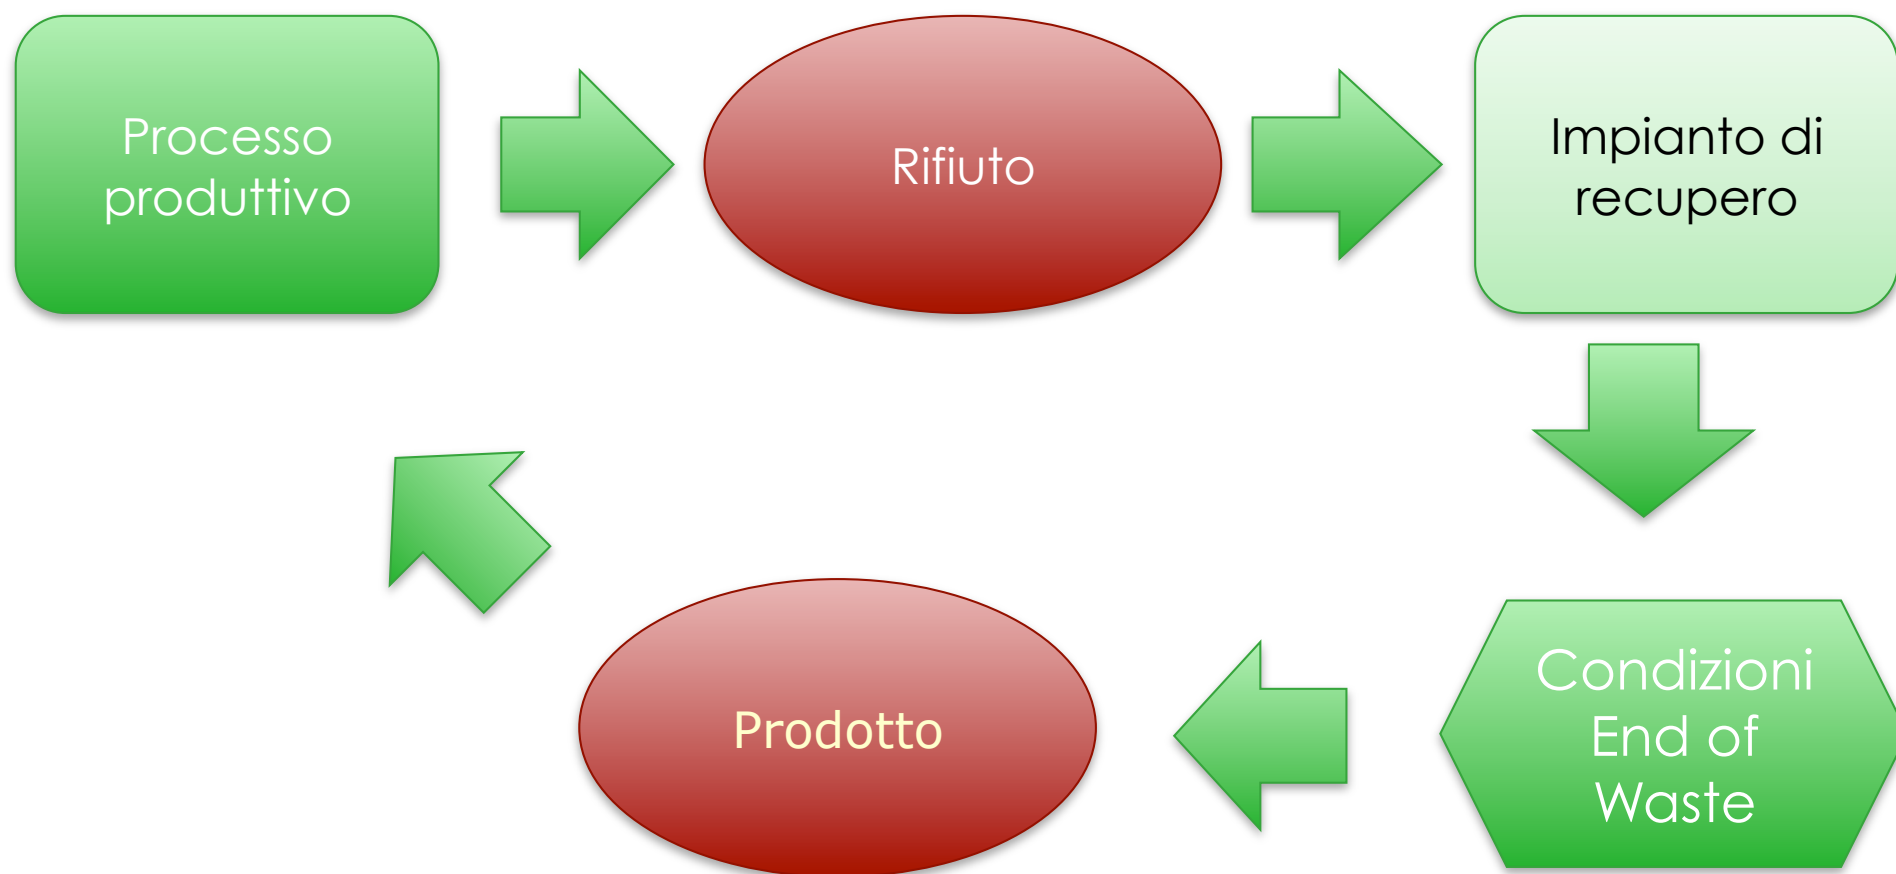 Processo
produttivo
Rifiuto
Impianto di
recupero
Condizioni
End of
Waste
Prodotto